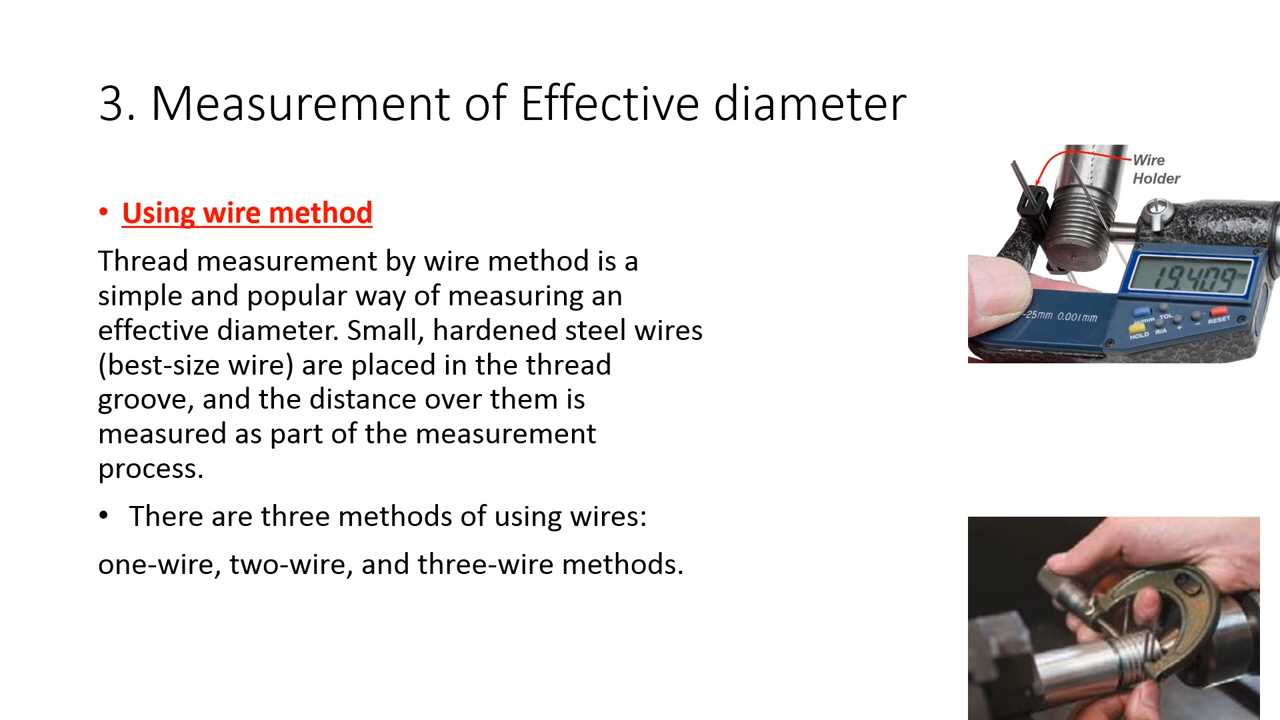 3. Measurement of Effective diameter
• Using wire method
Thread measurement by wire method is a
simple and popular way of measuring an
effective diameter. Small, hardened steel wires
(best-size wire) are placed in the thread
groove, and the distance over them is
measured as part of the measurement
process.
• There are three methods of using wires:
one-wire, two-wire, and three-wire methods.
Wire
Holder
19.409
-25mm 0.001mm
TOL
RESET
HOLD R/A + -